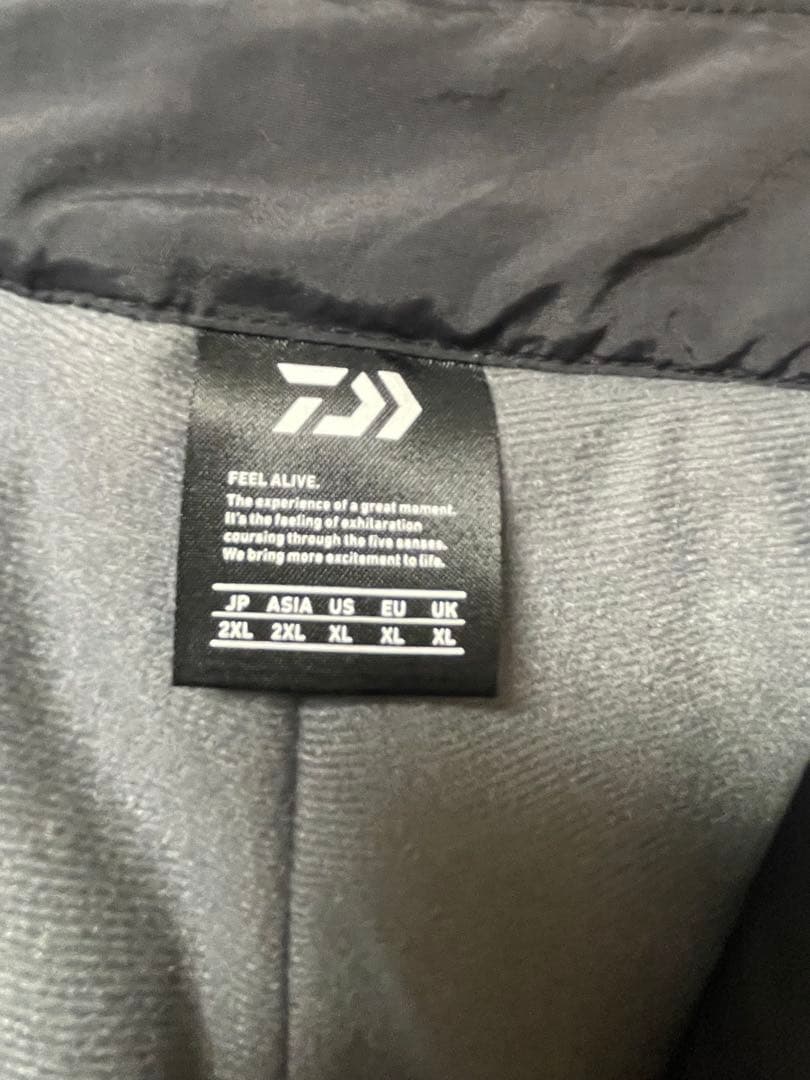 FEEL ALIVE.
The experience of a great moment.
It's the feeling of exhilaration
coursing through the five senses.
We bring more excitement to life.
JP ASIA US EU UK
2XL 2XL XL XL XL